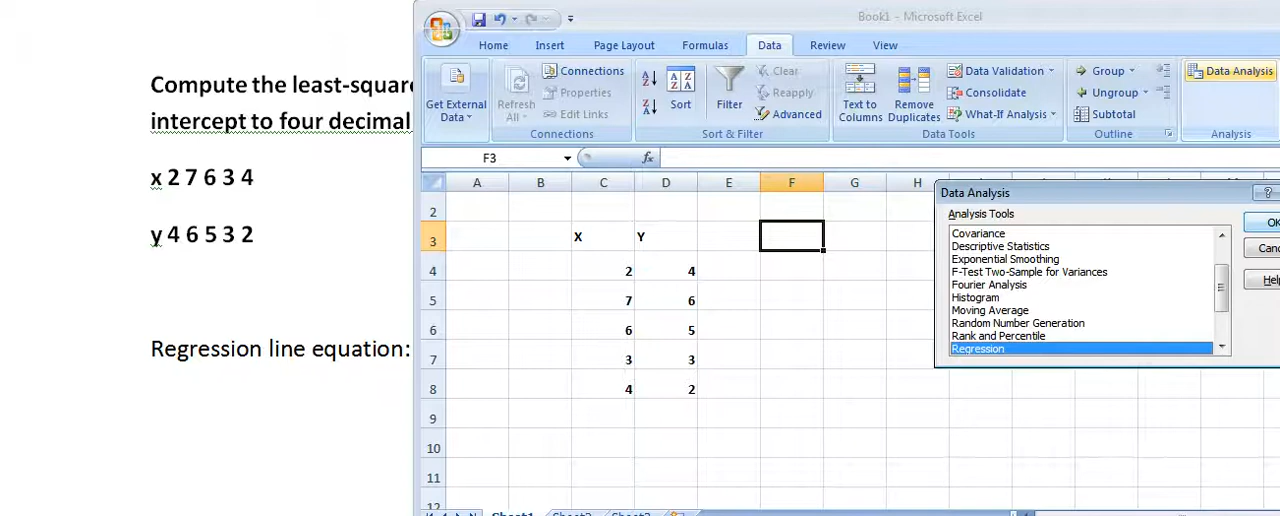 Compute the least-square
intercept to four decimal
x 2 7 6 3 4
y 4 6 5 3 2
Regression line equation:
Book1 - Microsoft Excel
Home Insert Page Layout Formulas Data Review View
Get External Data
Refresh All
Connections
Properties
Edit Links
Connections
Sort
Filter
Clear
Reapply
Advanced
Sort & Filter
Text to Columns
Remove Duplicates
Data Validation
Consolidate
What-If Analysis
Data Tools
Group
Ungroup
Subtotal
Outline
Data Analysis
Analysis
F3 fx
A B C D E F G H
2
3 X Y
4 2 4
5 7 6
6 6 5
7 3 3
8 4 2
9
10
11
12
Data Analysis ?
Analysis Tools
Covariance
Descriptive Statistics
Exponential Smoothing
F-Test Two-Sample for Variances
Fourier Analysis
Histogram
Moving Average
Random Number Generation
Rank and Percentile
Regression
OK
Canc
Help